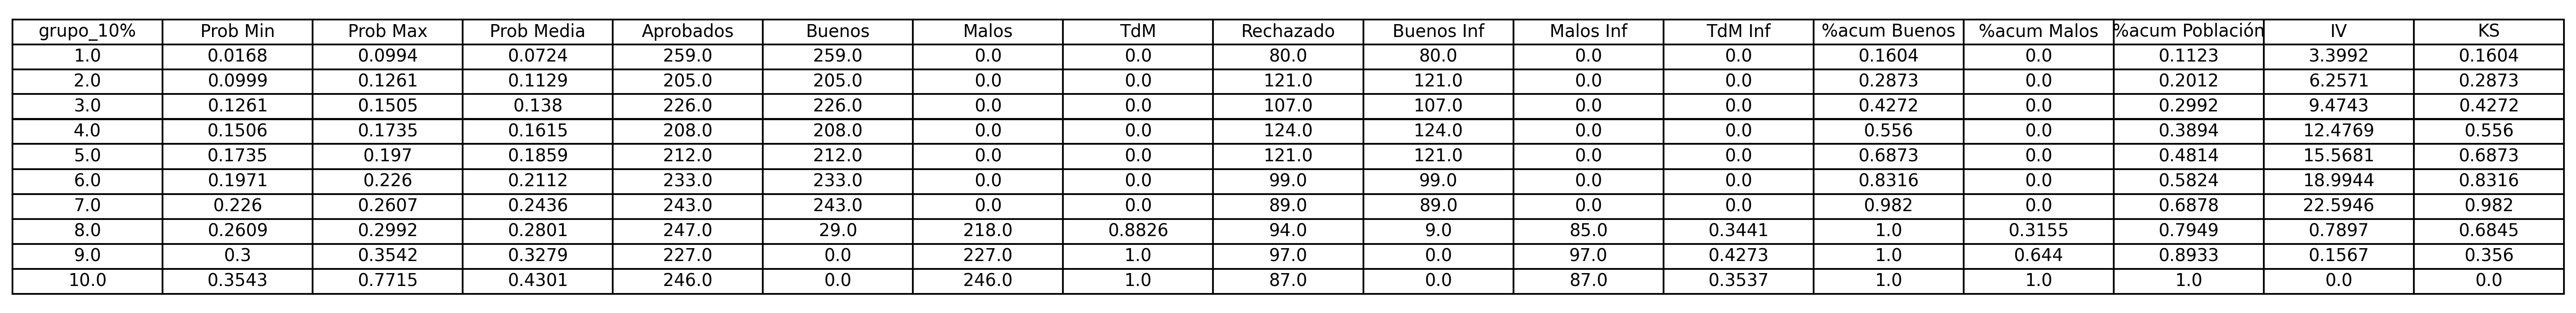 grupo_10% Prob Min Prob Max Prob Media Aprobados Buenos Malos TdM Rechazado Buenos Inf Malos Inf TdM Inf %acum Buenos %acum Malos %acum Población IV KS
1.0 0.0168 0.0994 0.0724 259.0 259.0 0.0 0.0 80.0 80.0 0.0 0.0 0.1604 0.0 0.1123 3.3992 0.1604
2.0 0.0999 0.1261 0.1129 205.0 205.0 0.0 0.0 121.0 121.0 0.0 0.0 0.2873 0.0 0.2012 6.2571 0.2873
3.0 0.1261 0.1505 0.138 226.0 226.0 0.0 0.0 107.0 107.0 0.0 0.0 0.4272 0.0 0.2992 9.4743 0.4272
4.0 0.1506 0.1735 0.1615 208.0 208.0 0.0 0.0 124.0 124.0 0.0 0.0 0.556 0.0 0.3894 12.4769 0.556
5.0 0.1735 0.197 0.1859 212.0 212.0 0.0 0.0 121.0 121.0 0.0 0.0 0.6873 0.0 0.4814 15.5681 0.6873
6.0 0.1971 0.226 0.2112 233.0 233.0 0.0 0.0 99.0 99.0 0.0 0.0 0.8316 0.0 0.5824 18.9944 0.8316
7.0 0.226 0.2607 0.2436 243.0 243.0 0.0 0.0 89.0 89.0 0.0 0.0 0.982 0.0 0.6878 22.5946 0.982
8.0 0.2609 0.2992 0.2801 247.0 29.0 218.0 0.8826 94.0 9.0 85.0 0.3441 1.0 0.3155 0.7949 0.7897 0.6845
9.0 0.3 0.3542 0.3279 227.0 0.0 227.0 1.0 97.0 0.0 97.0 0.4273 1.0 0.644 0.8933 0.1567 0.356
10.0 0.3543 0.7715 0.4301 246.0 0.0 246.0 1.0 87.0 0.0 87.0 0.3537 1.0 1.0 1.0 0.0 0.0